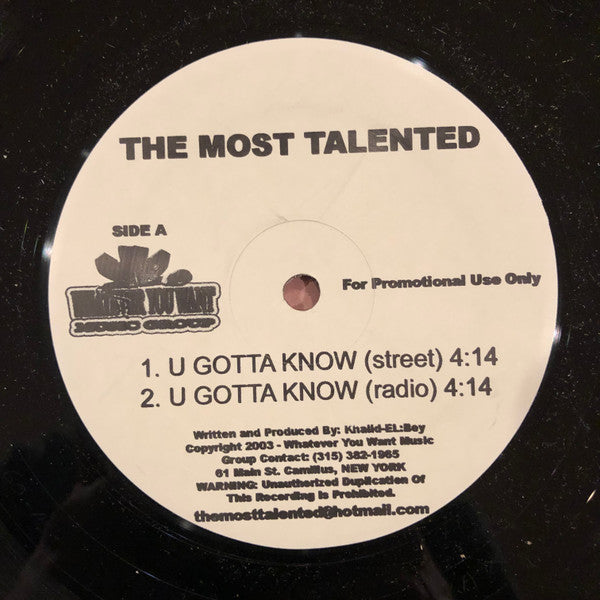 THE MOST TALENTED
SIDE A
WHATEVER YOU WANT
MUSIC GROUP
For Promotional Use Only
1. U GOTTA KNOW (street) 4:14
2. U GOTTA KNOW (radio) 4:14
Written and Produced By: Khalid-EL:Bey
Copyright 2003 - Whatever You Want Music
Group Contact: (315) 382-1965
61 Main St. Camillus, NEW YORK
WARNING: Unauthorized Duplication Of
This Recording Is Prohibited.
themosttalented@hotmail.com